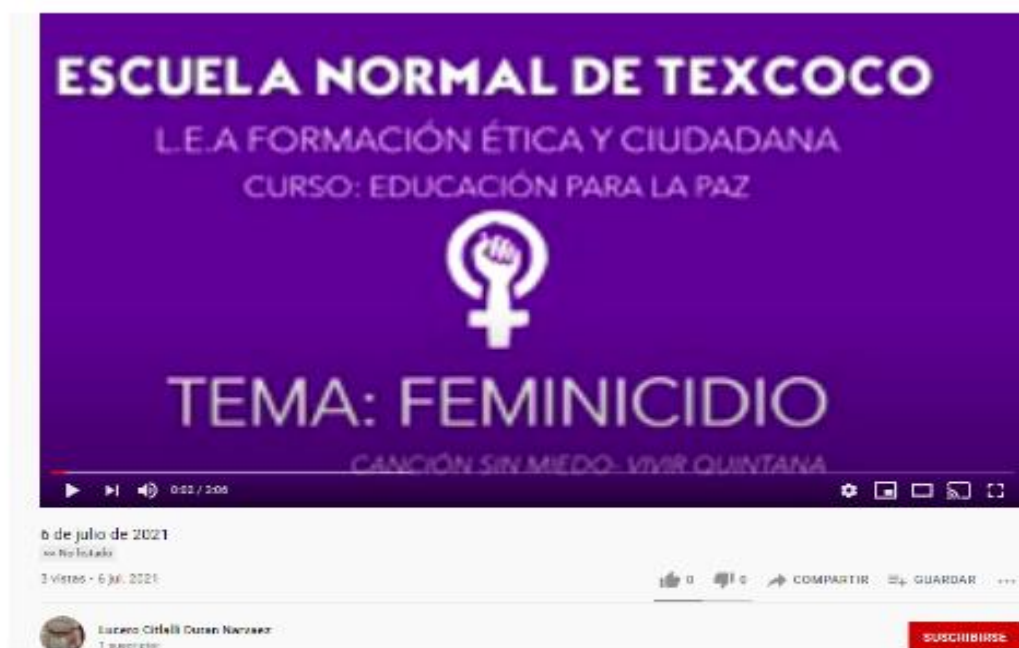 ESCUELA NORMAL DE TEXCOCO
L.E.A FORMACIÓN ÉTICA Y CIUDADANA
CURSO: EDUCACIÓN PARA LA PAZ
TEMA: FEMINICIDIO
CANCIÓN SIN MIEDO- VIVIR QUINTANA
0:02 / 3:06
6 de julio de 2021
No listado
3 vistas - 6 jul. 2021
0 0 COMPARTIR GUARDAR
Lucero Citlalli Duran Narvaez
SUSCRIBIRSE